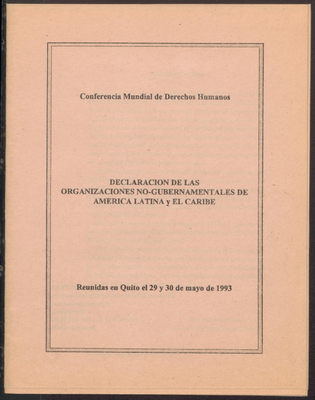 Conferencia Mundial de Derechos Humanos
DECLARACION DE LAS
ORGANIZACIONES NO-GUBERNAMENTALES DE
AMERICA LATINA y EL CARIBE
Reunidas en Quito el 29 y 30 de mayo de 1993